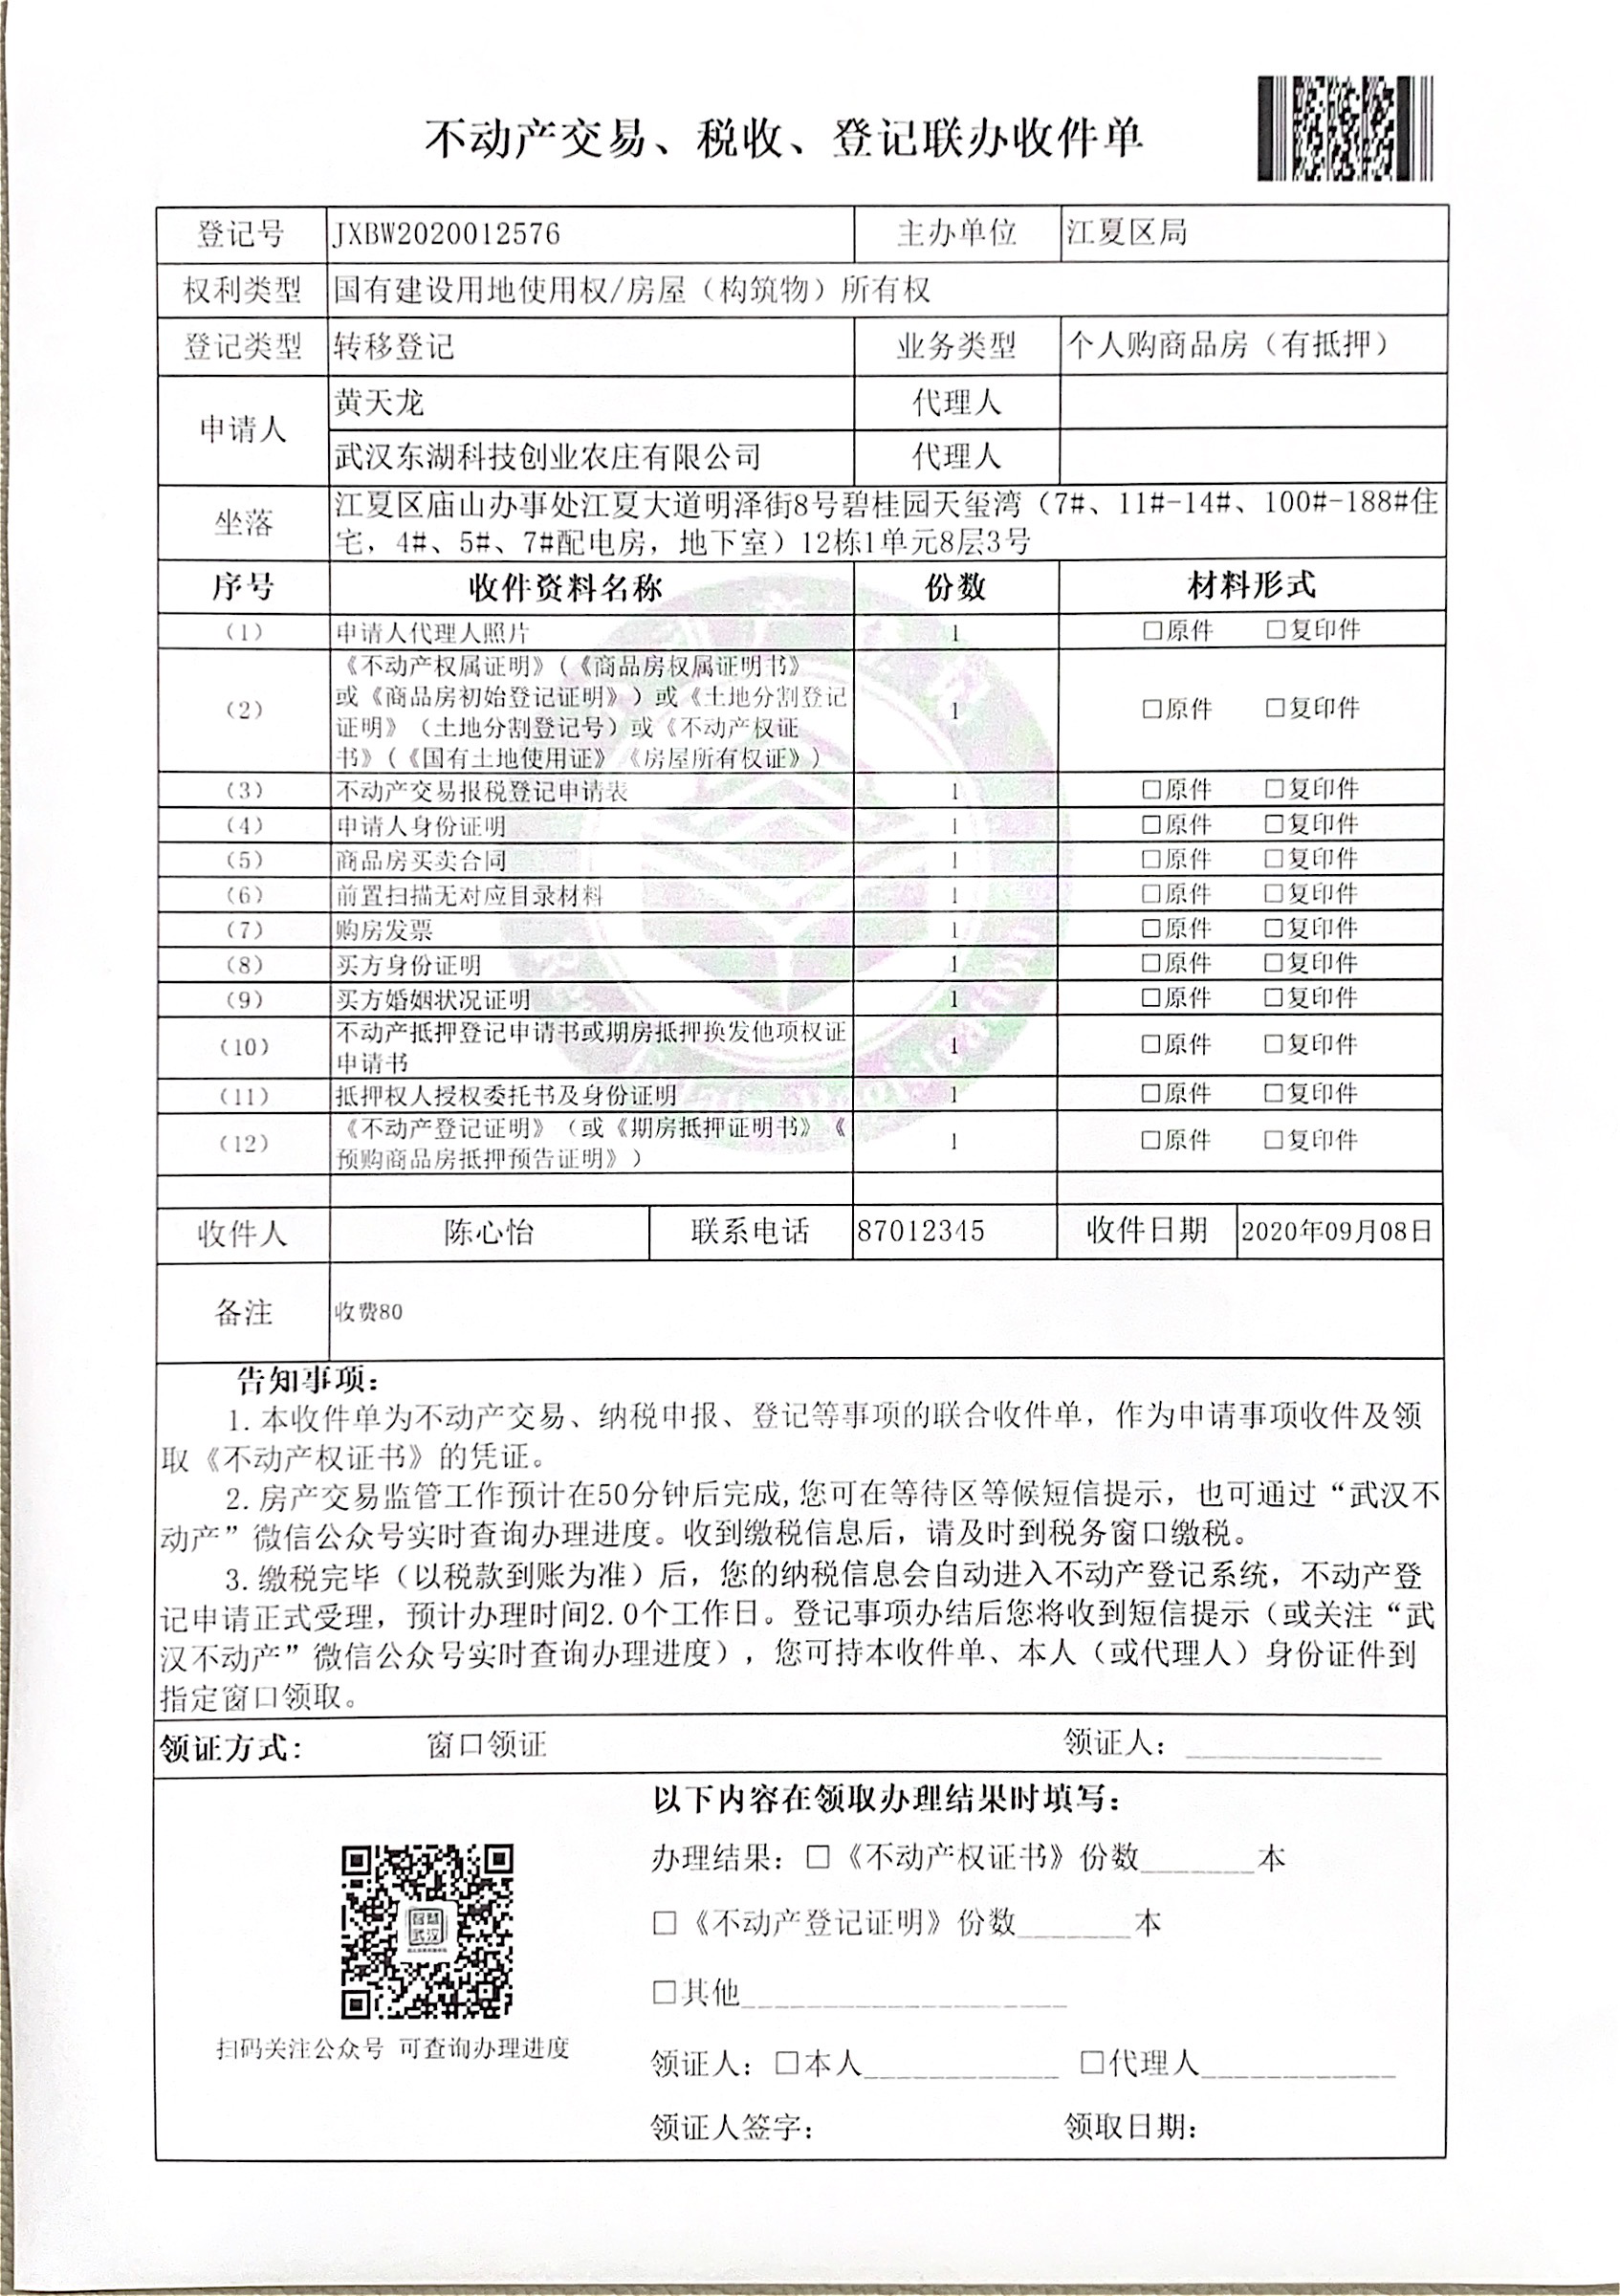 不动产交易、税收、登记联办收件单
登记号 JXBW2020012576 主办单位 江夏区局
权利类型 国有建设用地使用权/房屋（构筑物）所有权
登记类型 转移登记 业务类型 个人购商品房（有抵押）
申请人 黄天龙 代理人
武汉东湖科技创业农庄有限公司 代理人
坐落 江夏区庙山办事处江夏大道明泽街8号碧桂园天玺湾（7#、11#-14#、100#-188#住
宅，4#、5#、7#配电房，地下室）12栋1单元8层3号
序号 收件资料名称 份数 材料形式
（1） 申请人代理人照片 1 □原件 □复印件
（2） 《不动产权属证明》(《商品房权属证明书》
或《商品房初始登记证明》）或《土地分割登记
证明》（土地分割登记号）或《不动产权证
书》(《国有土地使用证》《房屋所有权证》) 1 □原件 □复印件
（3） 不动产交易报税登记申请表 1 □原件 □复印件
（4） 申请人身份证明 1 □原件 □复印件
（5） 商品房买卖合同 1 □原件 □复印件
（6） 前置扫描无对应目录材料 1 □原件 □复印件
（7） 购房发票 1 □原件 □复印件
（8） 买方身份证明 1 □原件 □复印件
（9） 买方婚姻状况证明 1 □原件 □复印件
（10） 不动产抵押登记申请书或期房抵押换发他项权证
申请书 1 □原件 □复印件
（11） 抵押权人授权委托书及身份证明 1 □原件 □复印件
（12） 《不动产登记证明》（或《期房抵押证明书》《
预购商品房抵押预告证明》） 1 □原件 □复印件
收件人 陈心怡 联系电话 87012345 收件日期 2020年09月08日
备注 收费80
告知事项：
1.本收件单为不动产交易、纳税申报、登记等事项的联合收件单，作为申请事项收件及领
取《不动产权证书》的凭证。
2.房产交易监管工作预计在50分钟后完成,您可在等待区等候短信提示，也可通过“武汉不
动产”微信公众号实时查询办理进度。收到缴税信息后，请及时到税务窗口缴税。
3.缴税完毕（以税款到账为准）后，您的纳税信息会自动进入不动产登记系统，不动产登
记申请正式受理，预计办理时间2.0个工作日。登记事项办结后您将收到短信提示（或关注“武
汉不动产”微信公众号实时查询办理进度），您可持本收件单、本人（或代理人）身份证件到
指定窗口领取。
领证方式： 窗口领证 领证人：____________
以下内容在领取办理结果时填写：
办理结果：□《不动产权证书》份数_______本
□《不动产登记证明》份数_______本
□其他____________________
智慧
武汉
扫码关注公众号 可查询办理进度
领证人：□本人____________ □代理人____________
领证人签字： 领取日期：